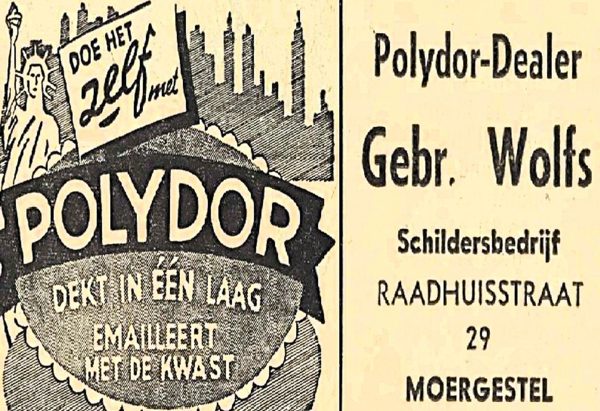 DOE HET
zelf met
POLYDOR
DEKT IN ÉÉN LAAG
EMAILLEERT
MET DE KWAST
Polydor-Dealer
Gebr. Wolfs
Schildersbedrijf
RAADHUISSTRAAT
29
MOERGESTEL